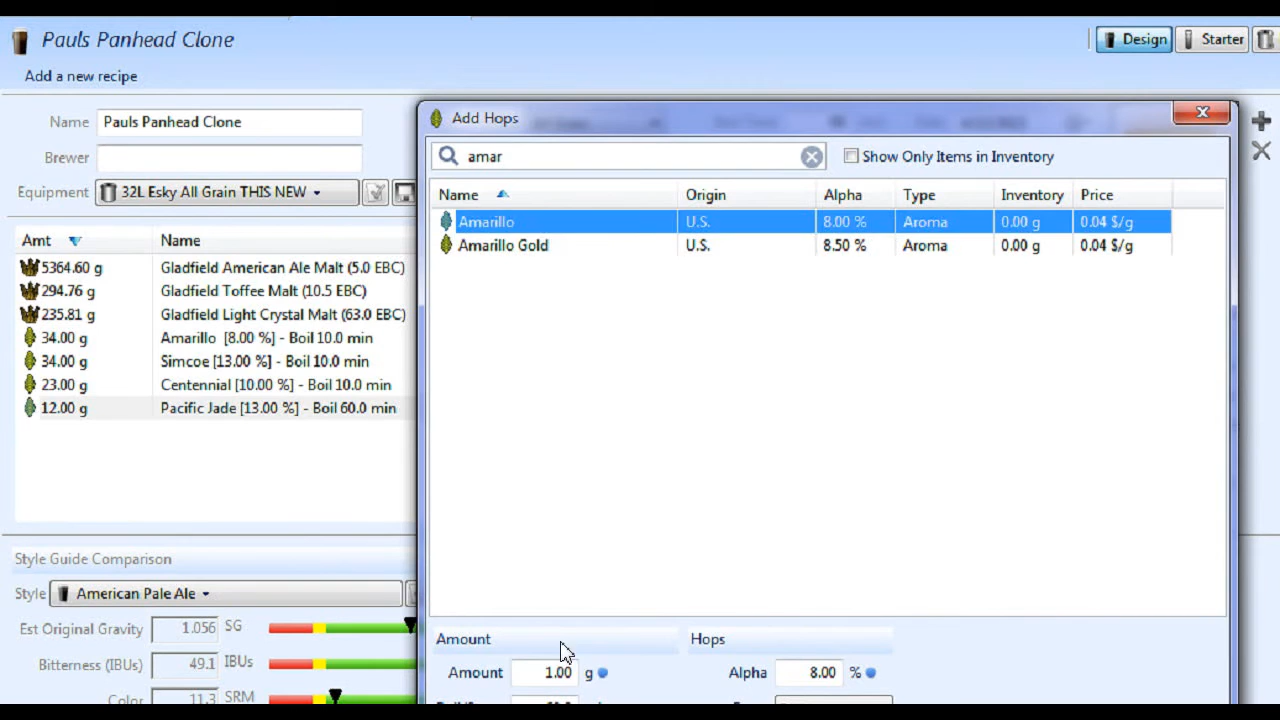 Pauls Panhead Clone
Design
Starter
Add a new recipe
Name Pauls Panhead Clone
Brewer
Equipment 32L Esky All Grain THIS NEW
Amt Name
5364.60 g Gladfield American Ale Malt (5.0 EBC)
294.76 g Gladfield Toffee Malt (10.5 EBC)
235.81 g Gladfield Light Crystal Malt (63.0 EBC)
34.00 g Amarillo [8.00 %] - Boil 10.0 min
34.00 g Simcoe [13.00 %] - Boil 10.0 min
23.00 g Centennial [10.00 %] - Boil 10.0 min
12.00 g Pacific Jade [13.00 %] - Boil 60.0 min
Style Guide Comparison
Style American Pale Ale
Est Original Gravity 1.056 SG
Bitterness (IBUs) 49.1 IBUs
Color 11.3 SRM
Add Hops
amar
Show Only Items in Inventory
Name Origin Alpha Type Inventory Price
Amarillo U.S. 8.00 % Aroma 0.00 g 0.04 $/g
Amarillo Gold U.S. 8.50 % Aroma 0.00 g 0.04 $/g
Amount Hops
Amount 1.00 g Alpha 8.00 %